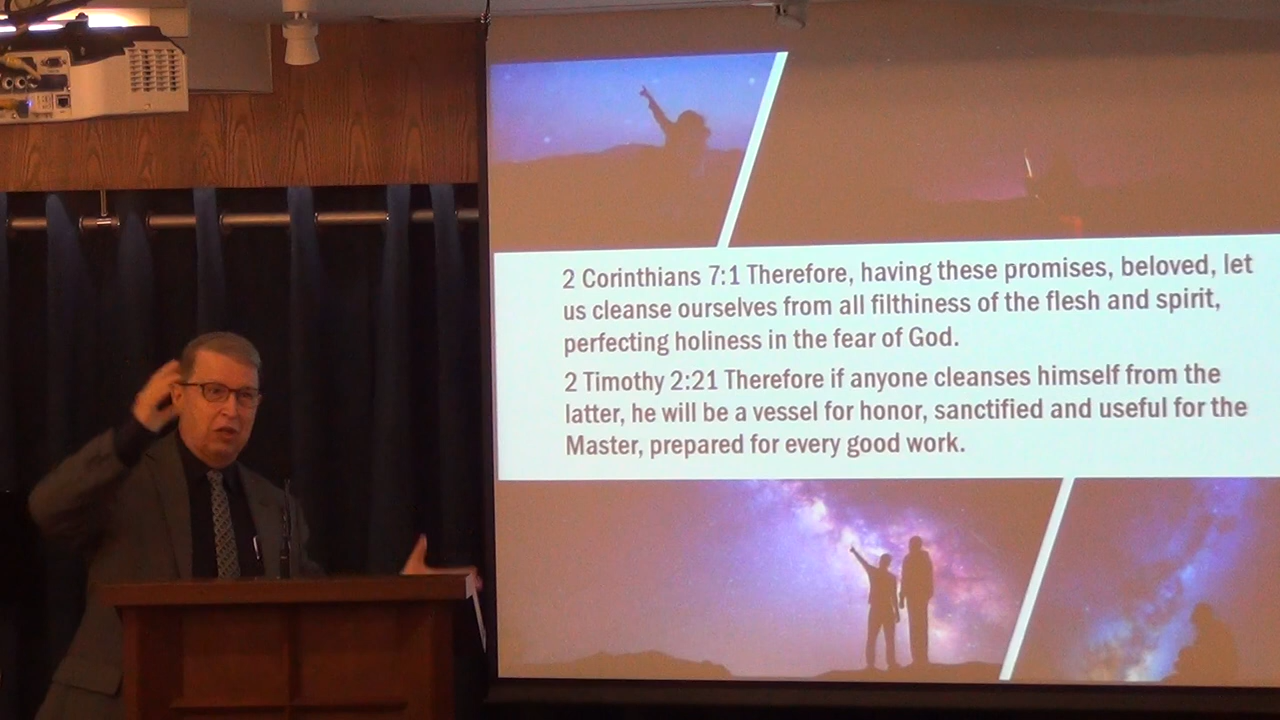 2 Corinthians 7:1 Therefore, having these promises, beloved, let
us cleanse ourselves from all filthiness of the flesh and spirit,
perfecting holiness in the fear of God.
2 Timothy 2:21 Therefore if anyone cleanses himself from the
latter, he will be a vessel for honor, sanctified and useful for the
Master, prepared for every good work.